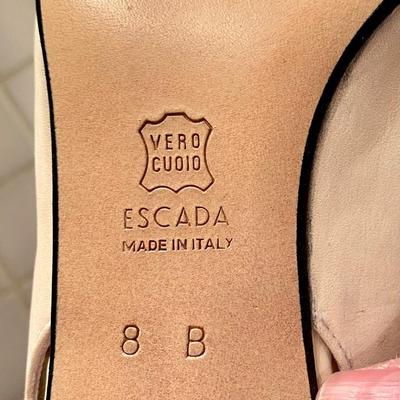 VERO
CUOIO
ESCADA
MADE IN ITALY
8 B